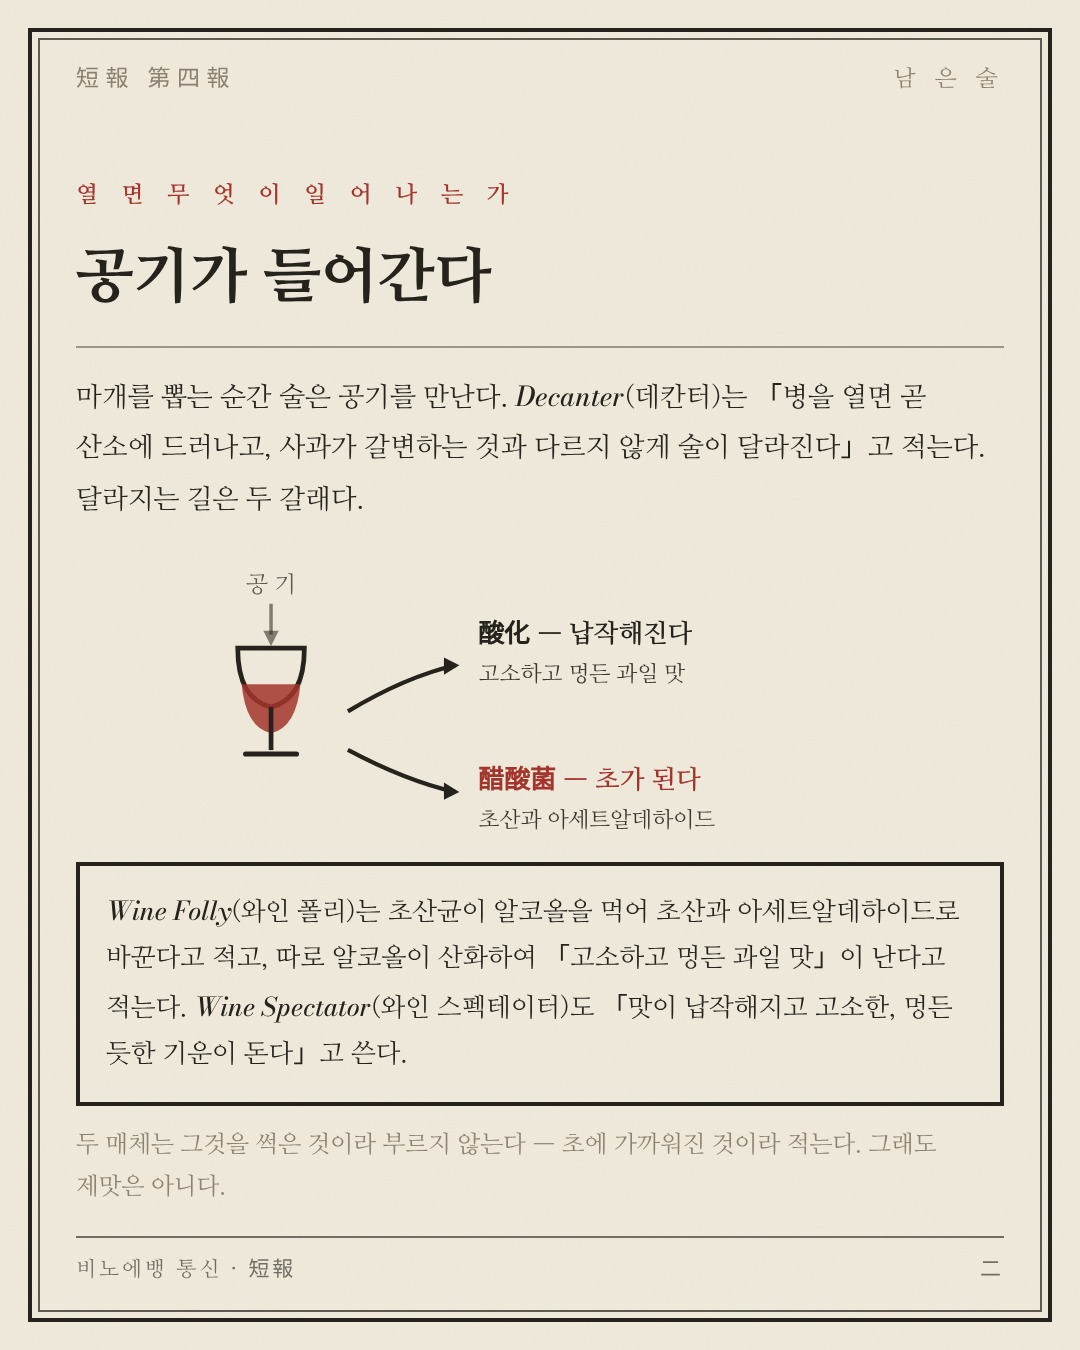 短報 第四報
남은술
열면무엇이일어나는가
공기가 들어간다
마개를 뽑는 순간 술은 공기를 만난다. Decanter(데칸터)는 「병을 열면 곧
산소에 드러나고, 사과가 갈변하는 것과 다르지 않게 술이 달라진다」고 적는다.
달라지는 길은 두 갈래다.
공기
酸化 — 납작해진다
고소하고 멍든 과일 맛
醋酸菌 — 초가 된다
초산과 아세트알데하이드
Wine Folly(와인 폴리)는 초산균이 알코올을 먹어 초산과 아세트알데하이드로
바꾼다고 적고, 따로 알코올이 산화하여 「고소하고 멍든 과일 맛」이 난다고
적는다. Wine Spectator(와인 스펙테이터)도 「맛이 납작해지고 고소한, 멍든
듯한 기운이 돈다」고 쓴다.
두 매체는 그것을 썩은 것이라 부르지 않는다 — 초에 가까워진 것이라 적는다. 그래도
제맛은 아니다.
비노에뱅 통신 · 短報
二